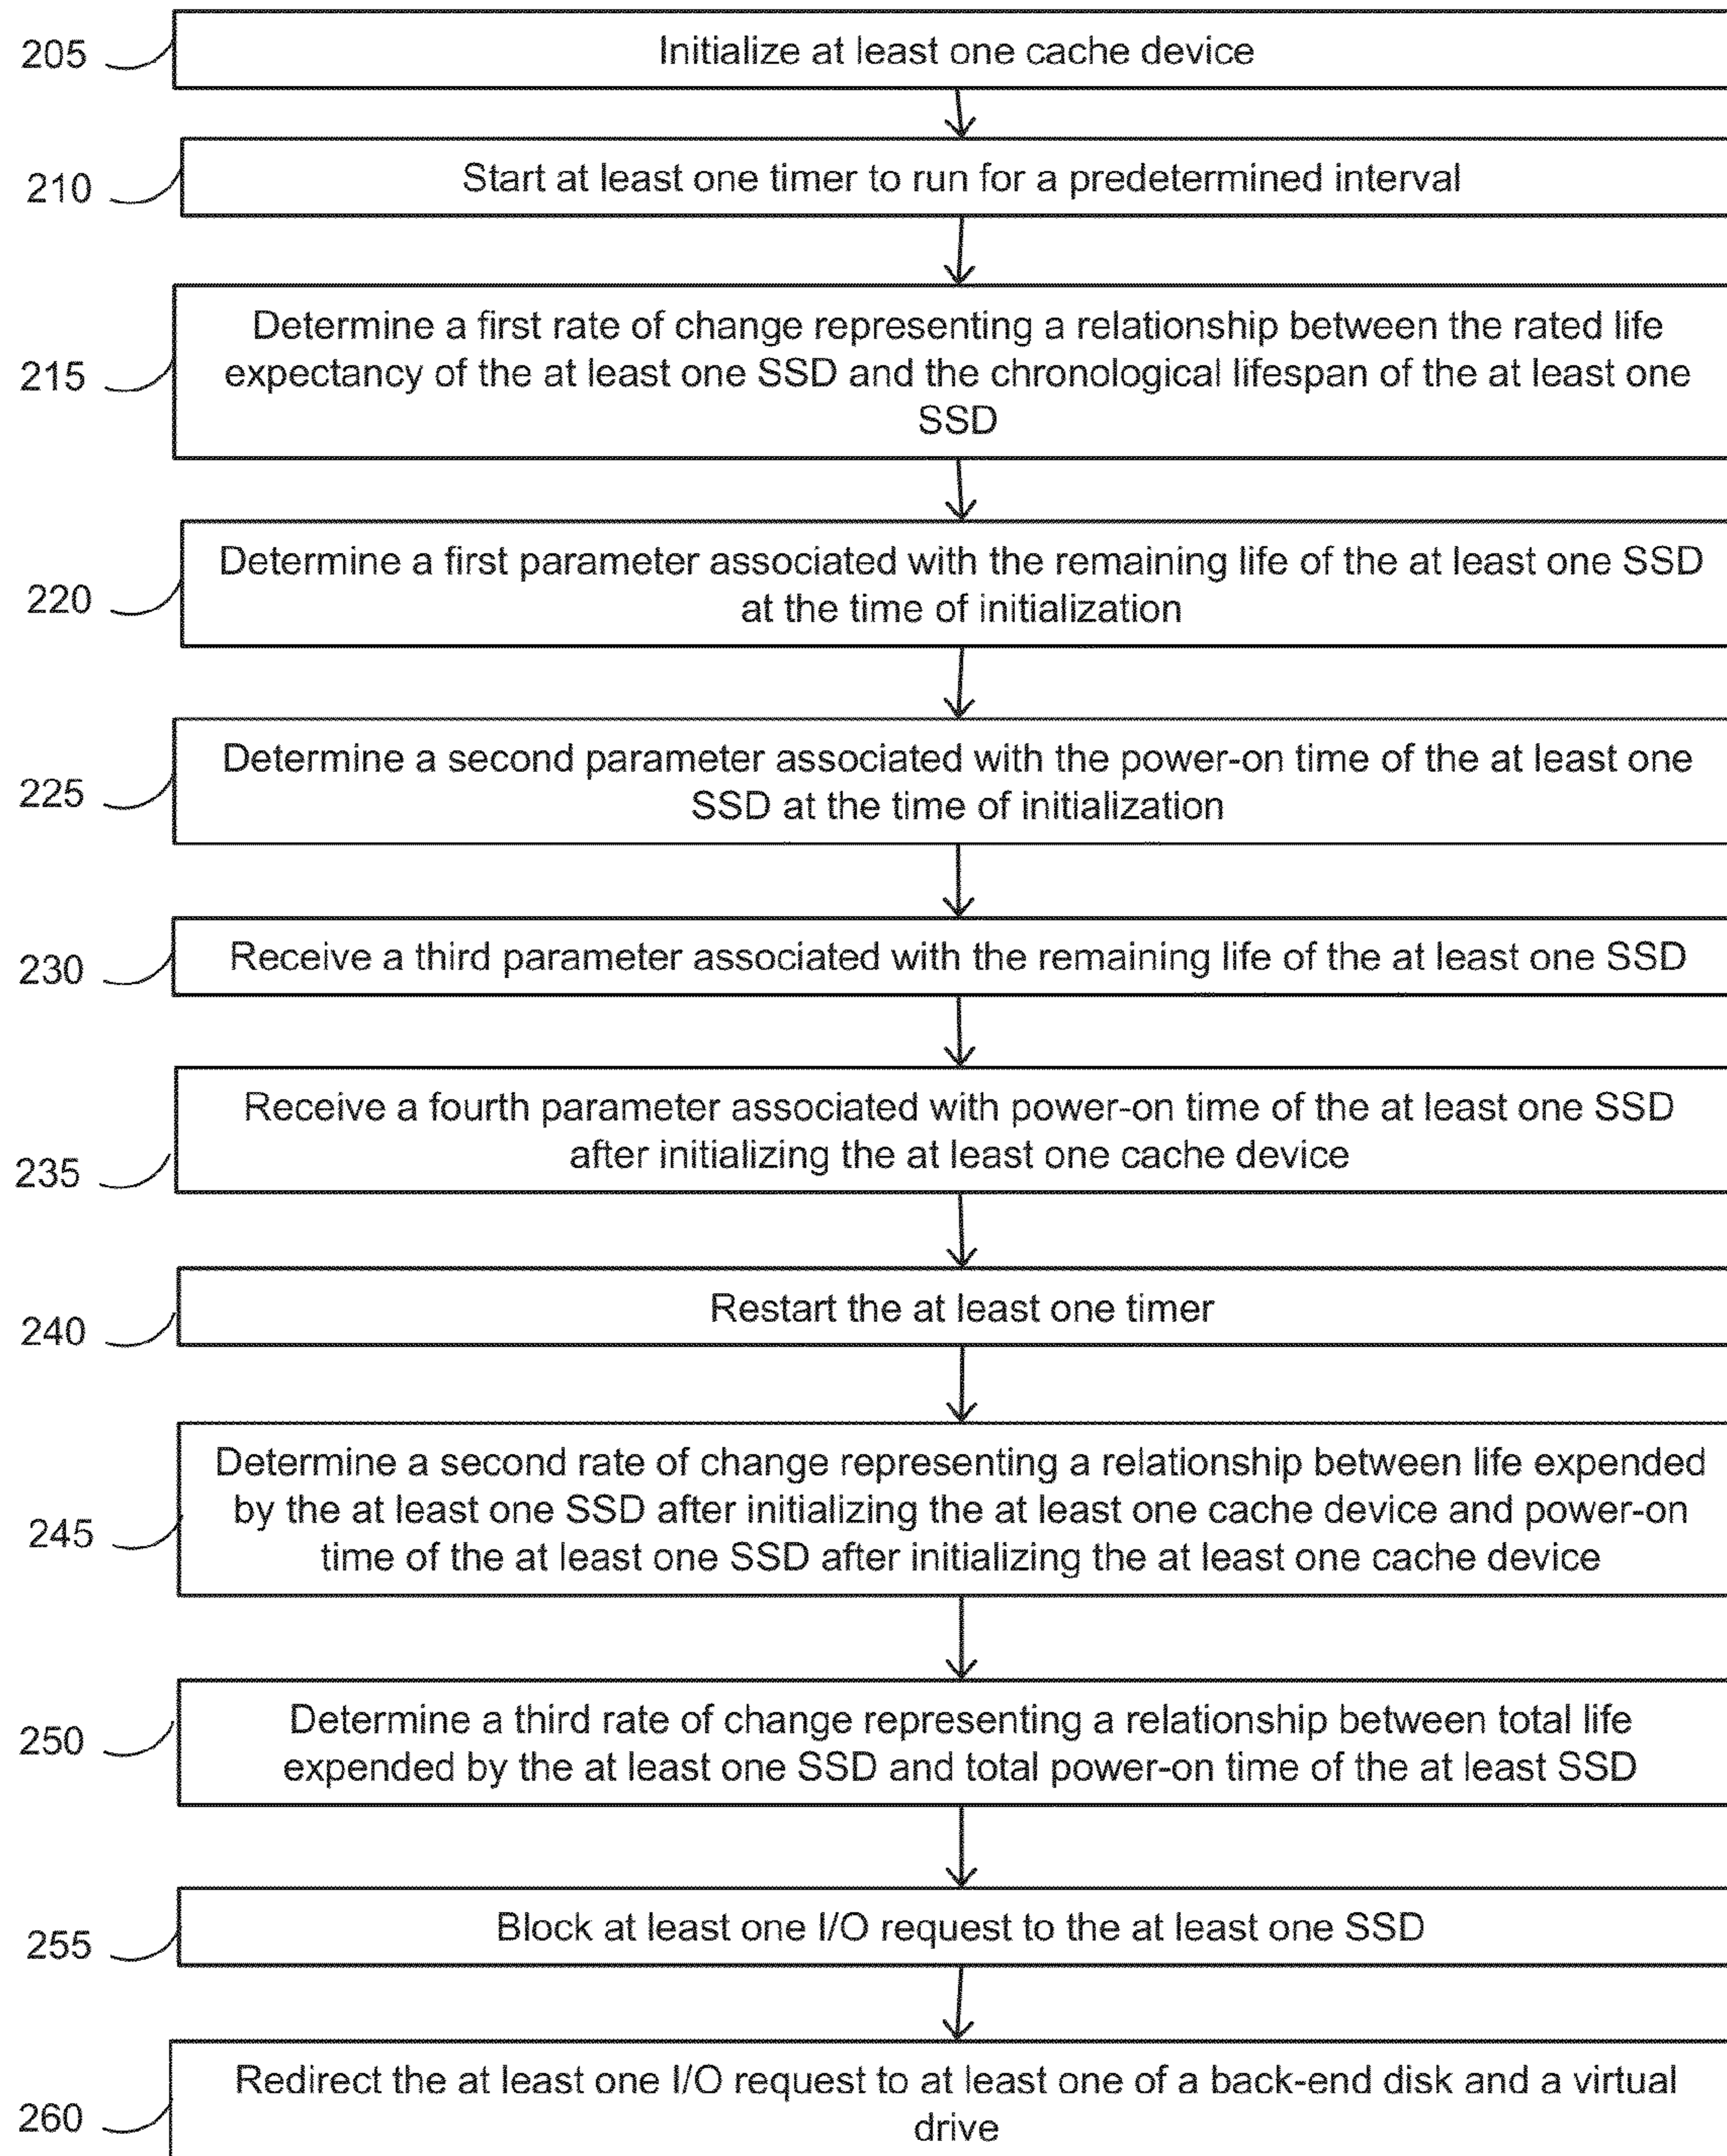 205
Initialize at least one cache device
210
Start at least one timer to run for a predetermined interval
215
Determine a first rate of change representing a relationship between the rated life
expectancy of the at least one SSD and the chronological lifespan of the at least one
SSD
220
Determine a first parameter associated with the remaining life of the at least one SSD
at the time of initialization
225
Determine a second parameter associated with the power-on time of the at least one
SSD at the time of initialization
230
Receive a third parameter associated with the remaining life of the at least one SSD
235
Receive a fourth parameter associated with power-on time of the at least one SSD
after initializing the at least one cache device
240
Restart the at least one timer
245
Determine a second rate of change representing a relationship between life expended
by the at least one SSD after initializing the at least one cache device and power-on
time of the at least one SSD after initializing the at least one cache device
250
Determine a third rate of change representing a relationship between total life
expended by the at least one SSD and total power-on time of the at least SSD
255
Block at least one I/O request to the at least one SSD
260
Redirect the at least one I/O request to at least one of a back-end disk and a virtual
drive